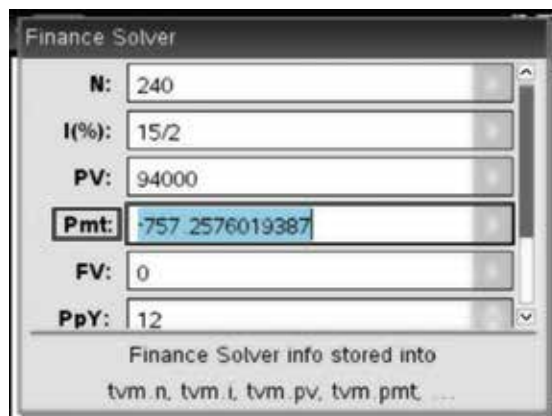 Finance Solver
N: 240
I(%): 15/2
PV: 94000
Pmt: -757.2576019387
FV: 0
PpY: 12
Finance Solver info stored into
tvm.n, tvm.i, tvm.pv, tvm.pmt, ...